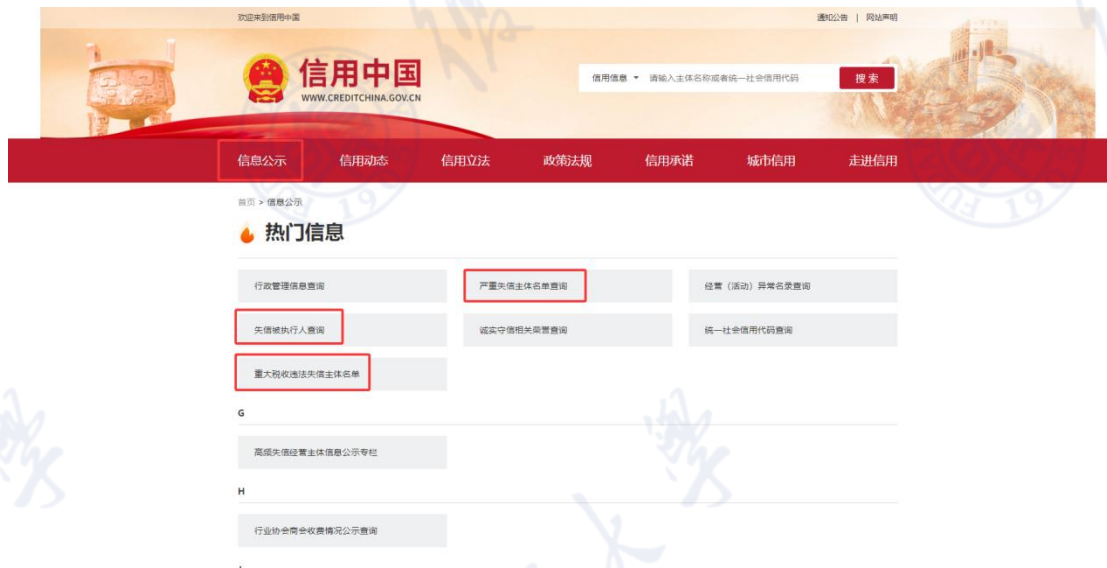 欢迎来到信用中国
通知公告 | 网站声明
信用中国
WWW.CREDITCHINA.GOV.CN
信用信息 请输入主体名称或者统一社会信用代码 搜索
信息公示 信用动态 信用立法 政策法规 信用承诺 城市信用 走进信用
首页 > 信息公示
热门信息
行政管理信息查询 严重失信主体名单查询 经营（活动）异常名录查询
失信被执行人查询 诚实守信相关荣誉查询 统一社会信用代码查询
重大税收违法失信主体名单
G
高频失信经营主体信息公示专栏
H
行业协会商会收费情况公示查询